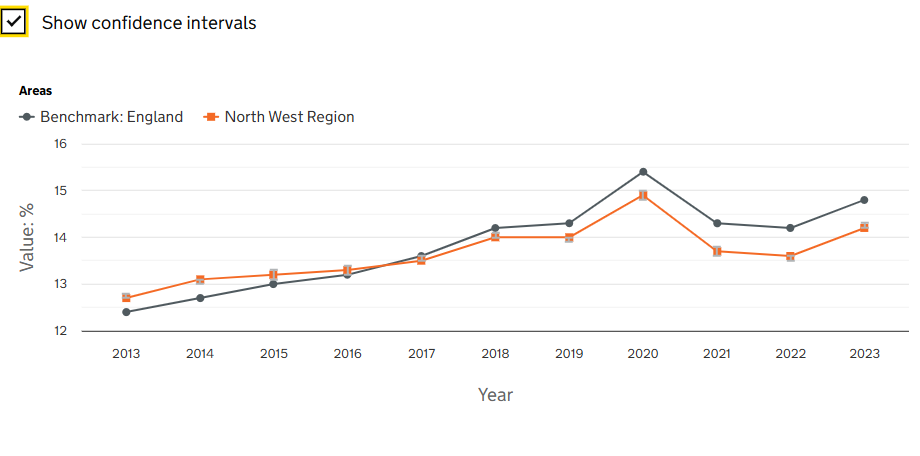 Show confidence intervals
Areas
Benchmark: England North West Region
16
15
14
13
12
Value: %
2013 2014 2015 2016 2017 2018 2019 2020 2021 2022 2023
Year